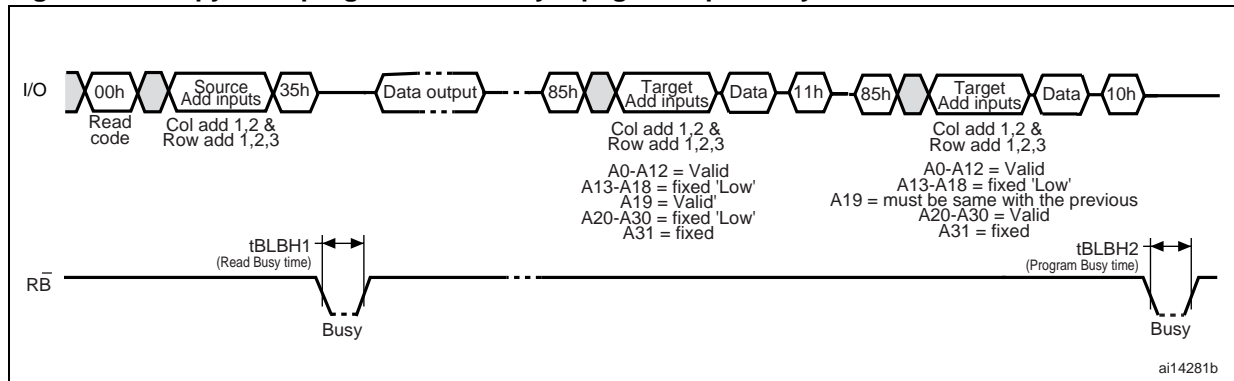 I/O
00h
Source
Add inputs
35h
Data output
85h
Target
Add inputs
Data
11h
85h
Target
Add inputs
Data
10h
Read
code
Col add 1,2 &
Row add 1,2,3
Col add 1,2 &
Row add 1,2,3
A0-A12 = Valid
A13-A18 = fixed 'Low'
A19 = Valid'
A20-A30 = fixed 'Low'
A31 = fixed
Col add 1,2 &
Row add 1,2,3
A0-A12 = Valid
A13-A18 = fixed 'Low'
A19 = must be same with the previous
A20-A30 = Valid
A31 = fixed
tBLBH1
(Read Busy time)
tBLBH2
(Program Busy time)
RB
Busy
Busy
ai14281b